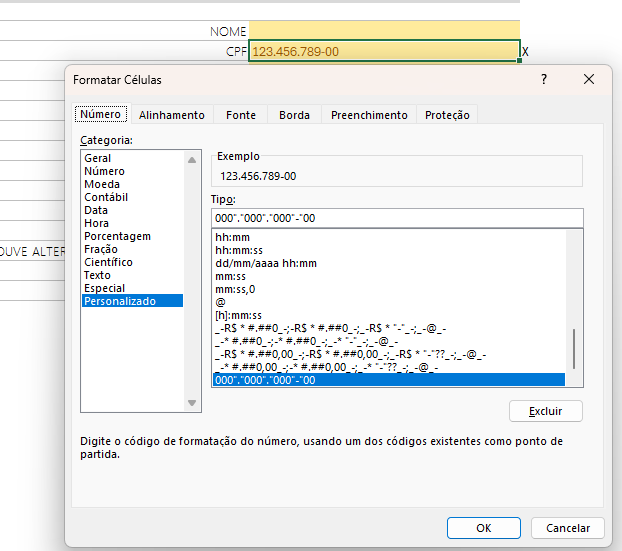 NOME
CPF 123.456.789-00 X
Formatar Células ? ×
Número Alinhamento Fonte Borda Preenchimento Proteção
Categoria:
Geral
Número
Moeda
Contábil
Data
Hora
Porcentagem
Fração
Científico
Texto
Especial
Personalizado
Exemplo
123.456.789-00
Tipo:
000"."000"."000"-"00
hh:mm
hh:mm:ss
dd/mm/aaaa hh:mm
mm:ss
mm:ss,0
@
[h]:mm:ss
_-R$ * #.##0_-;-R$ * #.##0_-;_-R$ * "-"_-;_-@_-
_-* #.##0_-;-* #.##0_-;_-* "-"_-;_-@_-
_-R$ * #.##0,00_-;-R$ * #.##0,00_-;_-R$ * "-"??_-;_-@_-
_-* #.##0,00_-;-* #.##0,00_-;_-* "-"??_-;_-@_-
000"."000"."000"-"00
OUVE ALTER
Excluir
Digite o código de formatação do número, usando um dos códigos existentes como ponto de
partida.
OK Cancelar